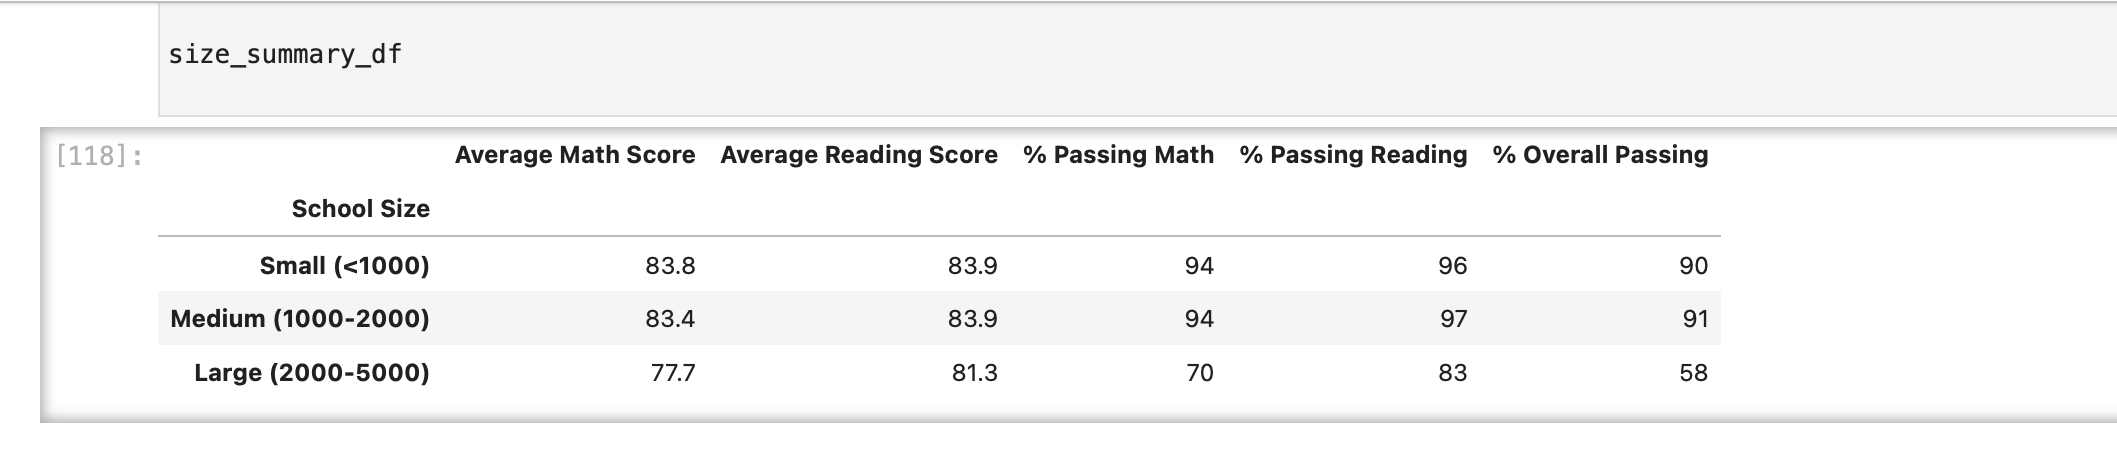 size_summary_df
[118]:
Average Math Score Average Reading Score % Passing Math % Passing Reading % Overall Passing
School Size
Small (<1000) 83.8 83.9 94 96 90
Medium (1000-2000) 83.4 83.9 94 97 91
Large (2000-5000) 77.7 81.3 70 83 58